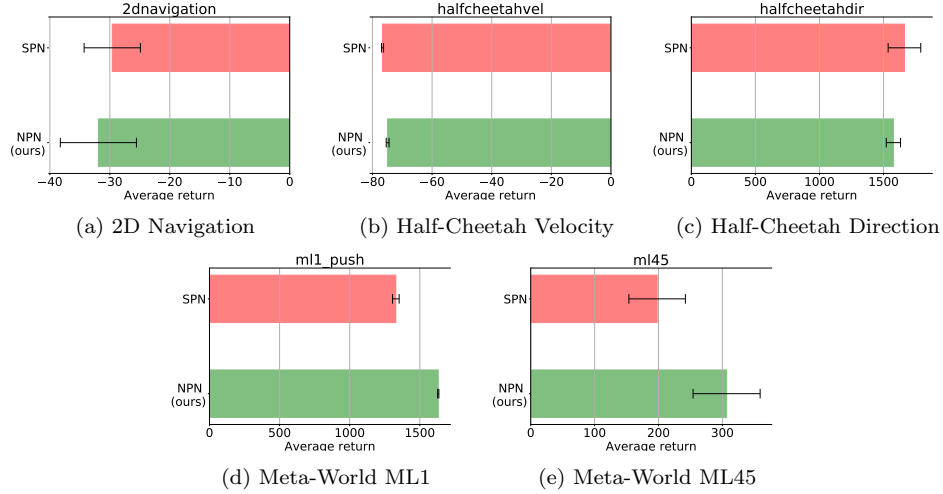 2dnavigation
SPN
NPN
(ours)
−40 −30 −20 −10 0
Average return
(a) 2D Navigation
halfcheetahvel
SPN
NPN
(ours)
−80 −60 −40 −20 0
Average return
(b) Half-Cheetah Velocity
halfcheetahdir
SPN
NPN
(ours)
0 500 1000 1500
Average return
(c) Half-Cheetah Direction
ml1_push
SPN
NPN
(ours)
0 500 1000 1500
Average return
(d) Meta-World ML1
ml45
SPN
NPN
(ours)
0 100 200 300
Average return
(e) Meta-World ML45